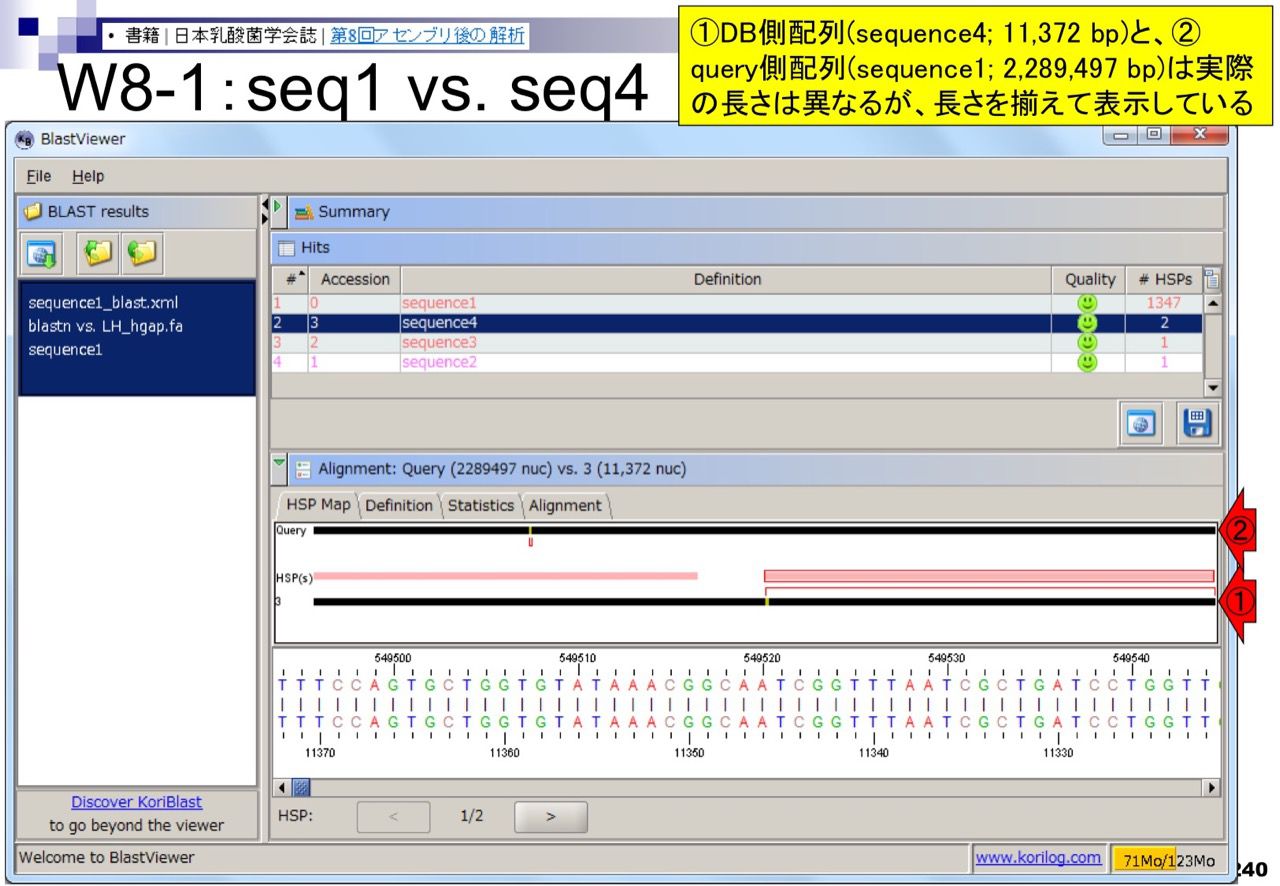 • 書籍 | 日本乳酸菌学会誌 | 第8回アセンブリ後の解析
W8-1:seq1 vs. seq4
①DB側配列(sequence4; 11,372 bp)と、②
query側配列(sequence1; 2,289,497 bp)は実際
の長さは異なるが、長さを揃えて表示している
BlastViewer
File Help
BLAST results
sequence1_blast.xml
blastn vs. LH_hgap.fa
sequence1
Discover KoriBlast
to go beyond the viewer
Summary
Hits
# Accession Definition Quality # HSPs
1 0 sequence1 1347
2 3 sequence4 2
3 2 sequence3 1
4 1 sequence2 1
Alignment: Query (2289497 nuc) vs. 3 (11,372 nuc)
HSP Map Definition Statistics Alignment
Query
②
HSP(s)
3
①
549500 549510 549520 549530 549540
T T T C C A G T G C T G G T G T A T A A A C G G C A A T C G G T T T A A T C G C T G A T C C T G G T T
T T T C C A G T G C T G G T G T A T A A A C G G C A A T C G G T T T A A T C G C T G A T C C T G G T T
11370 11360 11350 11340 11330
HSP: < 1/2 >
Welcome to BlastViewer
www.korilog.com
71Mo/123Mo
240